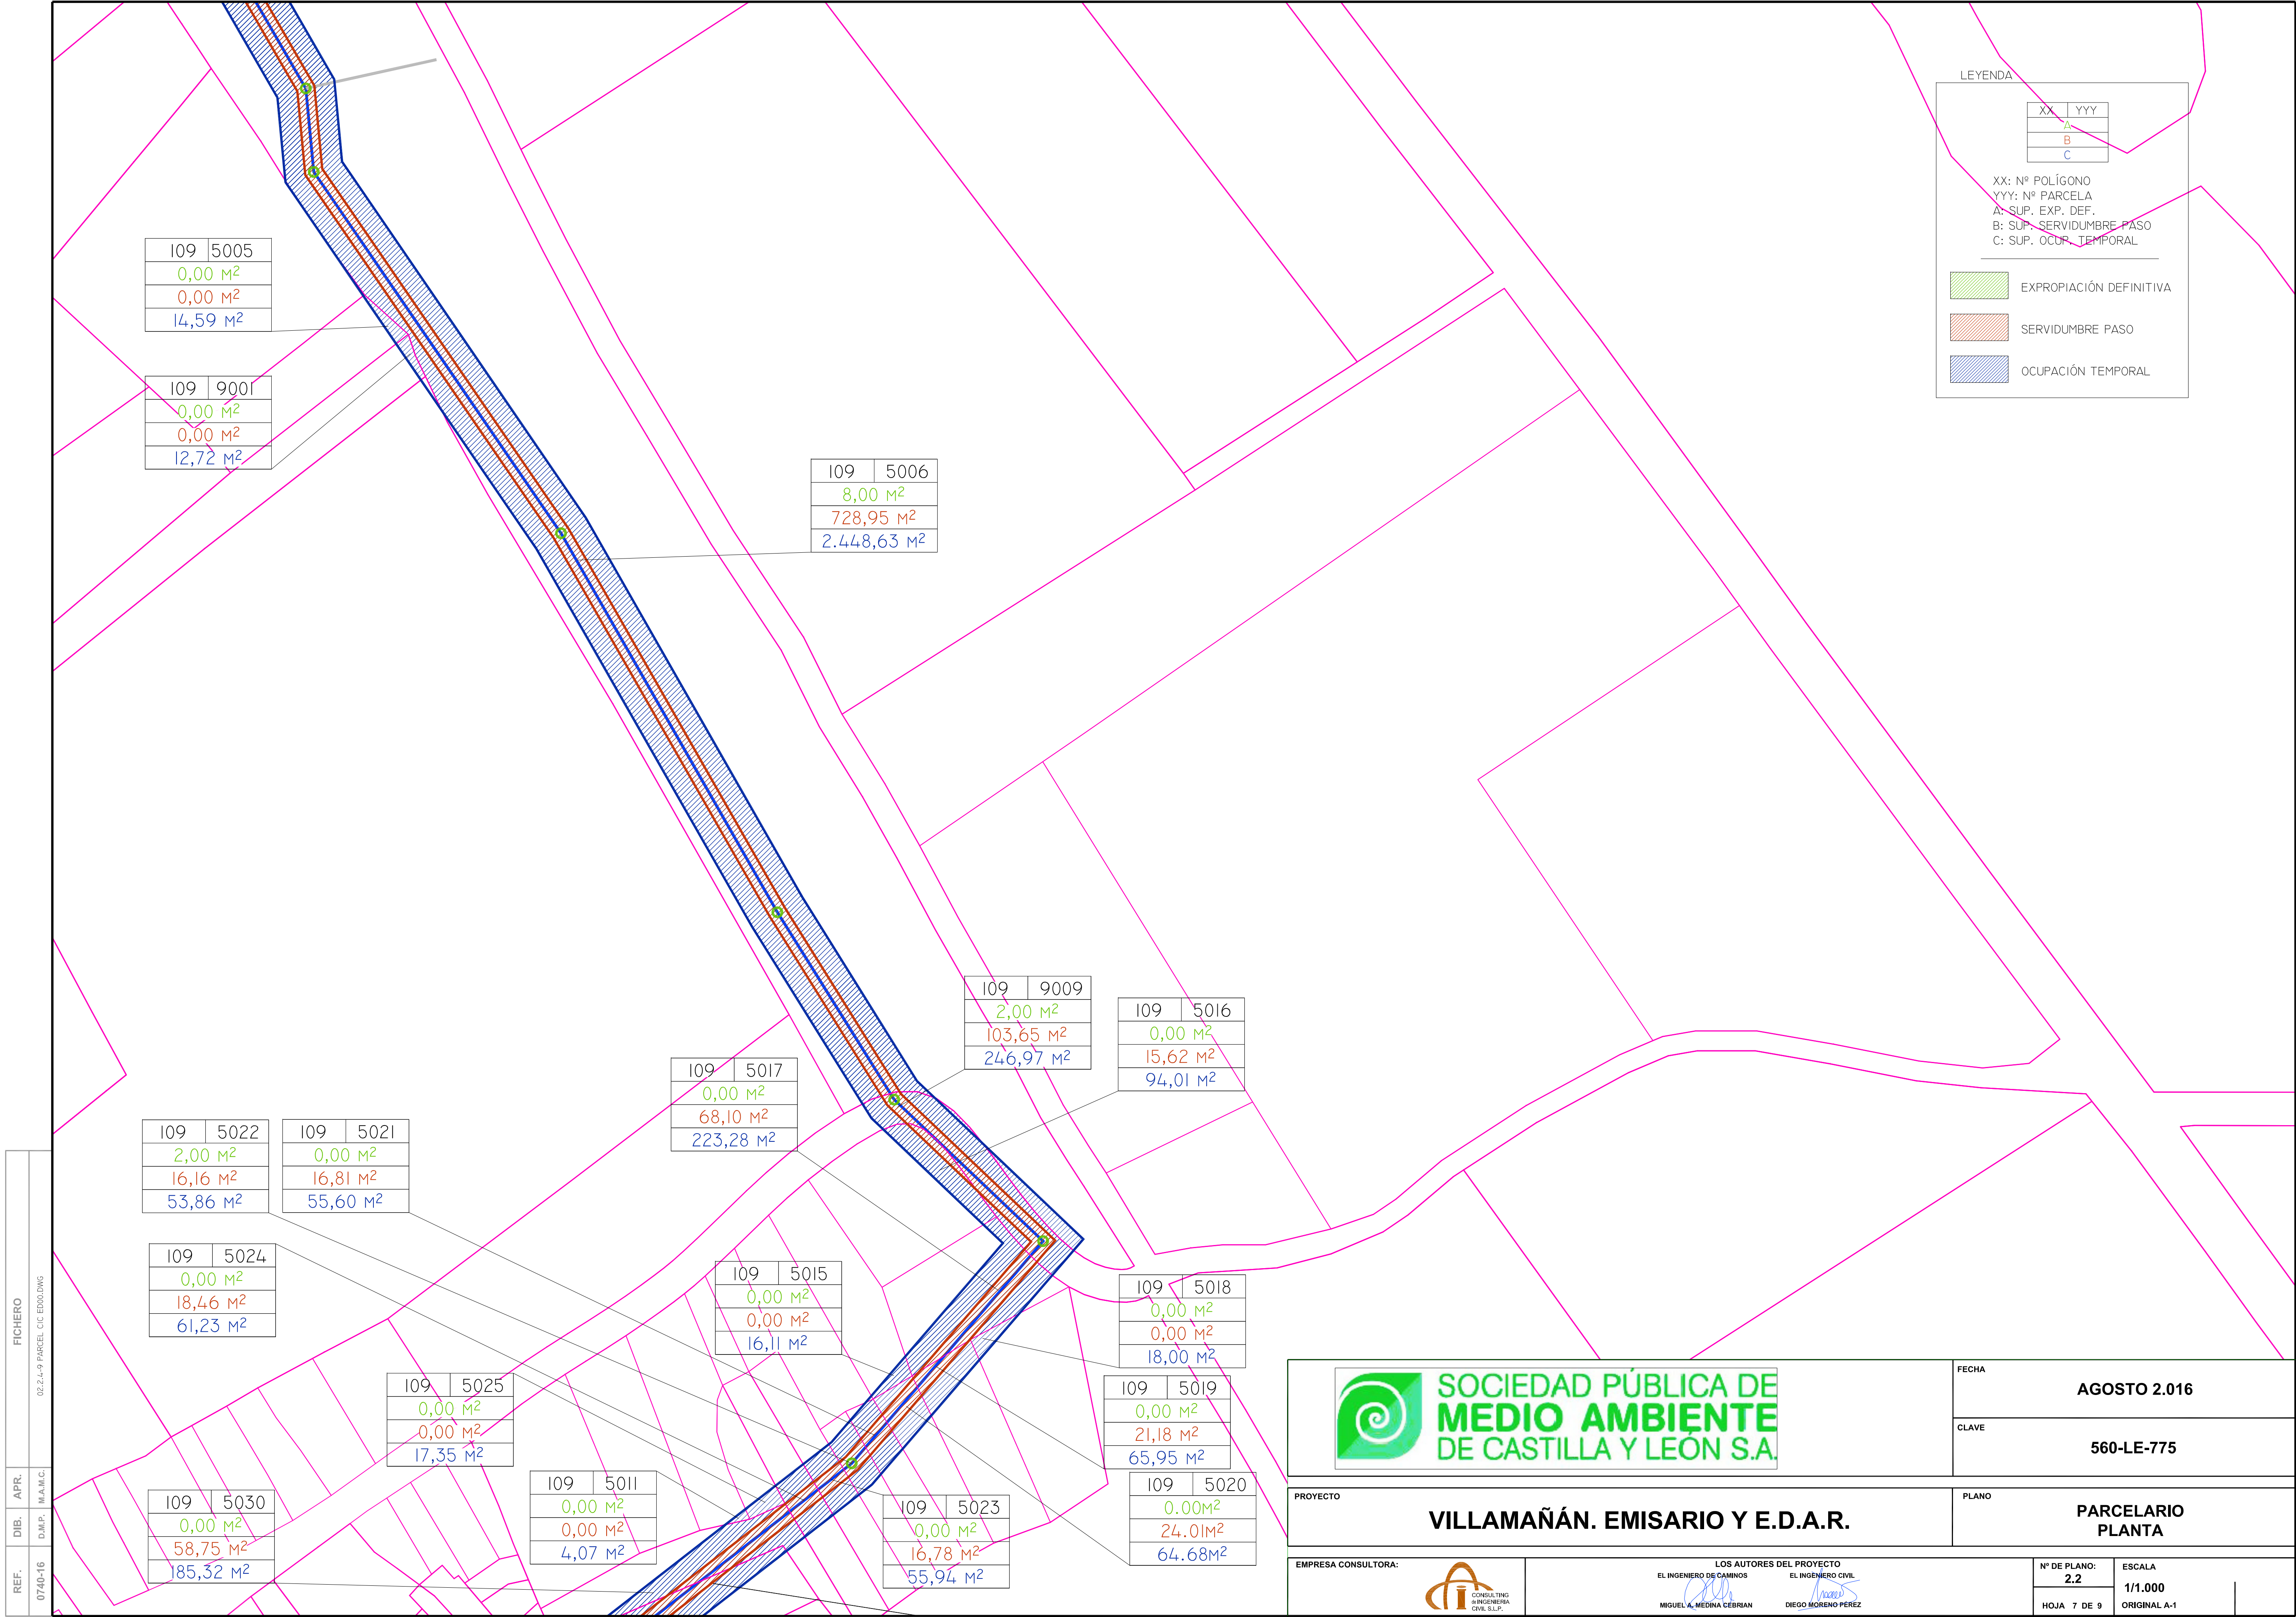 LEYENDA
XX YYY
A
B
C
XX: Nº POLÍGONO
YYY: Nº PARCELA
A: SUP. EXP. DEF.
B: SUP. SERVIDUMBRE PASO
C: SUP. OCUP. TEMPORAL
EXPROPIACIÓN DEFINITIVA
SERVIDUMBRE PASO
OCUPACIÓN TEMPORAL
109 5005
0,00 M²
0,00 M²
14,59 M²
109 9001
0,00 M²
0,00 M²
12,72 M²
109 5006
8,00 M²
728,95 M²
2.448,63 M²
109 9009
2,00 M²
103,65 M²
246,97 M²
109 5016
0,00 M²
15,62 M²
94,01 M²
109 5017
0,00 M²
68,10 M²
223,28 M²
109 5022
2,00 M²
16,16 M²
53,86 M²
109 5021
0,00 M²
16,81 M²
55,60 M²
109 5024
0,00 M²
18,46 M²
61,23 M²
109 5015
0,00 M²
0,00 M²
16,11 M²
109 5018
0,00 M²
0,00 M²
18,00 M²
109 5025
0,00 M²
0,00 M²
17,35 M²
109 5019
0,00 M²
21,18 M²
65,95 M²
109 5011
0,00 M²
0,00 M²
4,07 M²
109 5020
0.00M²
24.01M²
64.68M²
109 5030
0,00 M²
58,75 M²
185,32 M²
109 5023
0,00 M²
16,78 M²
55,94 M²
FICHERO
02.2.4-9 PARCEL CIC ED00.DWG
APR.
M.A.M.C.
DIB.
D.M.P.
REF.
0740-16
SOCIEDAD PÚBLICA DE
MEDIO AMBIENTE
DE CASTILLA Y LEÓN S.A.
FECHA
AGOSTO 2.016
CLAVE
560-LE-775
PROYECTO
VILLAMAÑÁN. EMISARIO Y E.D.A.R.
PLANO
PARCELARIO
PLANTA
EMPRESA CONSULTORA:
CONSULTING
de INGENIERIA
CIVIL S.L.P.
LOS AUTORES DEL PROYECTO
EL INGENIERO DE CAMINOS
EL INGENIERO CIVIL
MIGUEL A. MEDINA CEBRIAN
DIEGO MORENO PÉREZ
Nº DE PLANO:
2.2
HOJA 7 DE 9
ESCALA
1/1.000
ORIGINAL A-1